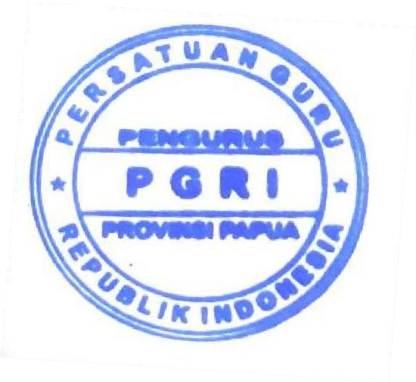 PERSATUAN GURU
PENGURUS
PGRI
PROVINSI PAPUA
REPUBLIK INDONESIA